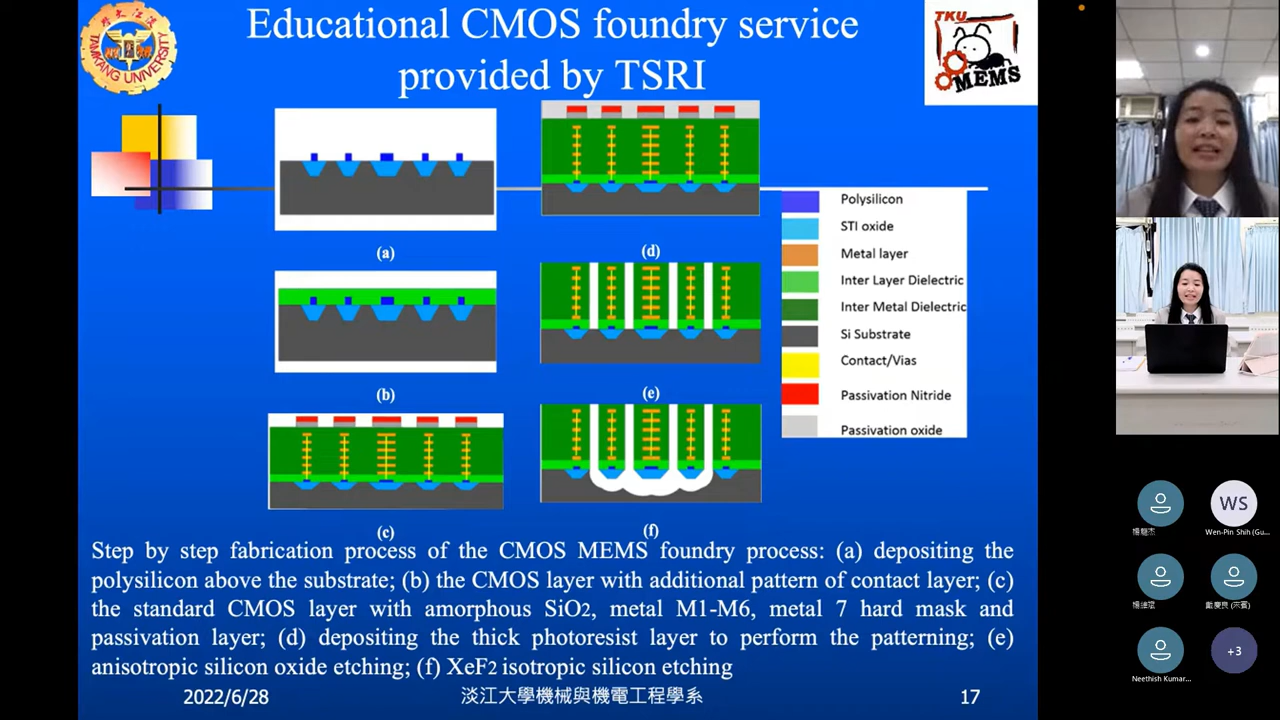 Educational CMOS foundry service
provided by TSRI
TAMKANG UNIVERSITY
TKU
MEMS
(a)
(d)
(b)
(e)
(c)
(f)
Polysilicon
STI oxide
Metal layer
Inter Layer Dielectric
Inter Metal Dielectric
Si Substrate
Contact/Vias
Passivation Nitride
Passivation oxide
Step by step fabrication process of the CMOS MEMS foundry process: (a) depositing the
polysilicon above the substrate; (b) the CMOS layer with additional pattern of contact layer; (c)
the standard CMOS layer with amorphous SiO2, metal M1-M6, metal 7 hard mask and
passivation layer; (d) depositing the thick photoresist layer to perform the patterning; (e)
anisotropic silicon oxide etching; (f) XeF2 isotropic silicon etching
2022/6/28
淡江大學機械與機電工程學系
17
WS
Wen-Pin Shih (Gu...
Neethish Kumar...
+3